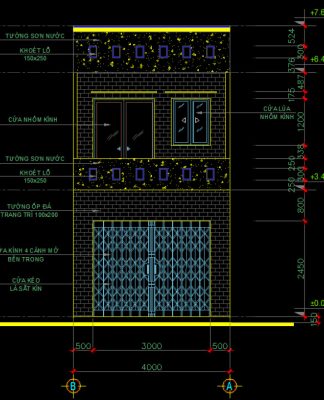 +7.6
TƯỜNG SƠN NƯỚC
524
KHOÉT LỖ
150x250
300
376
+6.4
487
175
CỬA LÙA
NHÔM KÍNH
1200
CỬA NHÔM KÍNH
338
TƯỜNG SƠN NƯỚC
250
KHOÉT LỖ
150x250
300
250
+3.4
TƯỜNG ỐP ĐÁ
TRANG TRÍ 100x200
800
A KÍNH 4 CÁNH MỞ
BÊN TRONG
2450
CỬA KÉO
LÁ SẮT KÍN
±0.0
150
500
3000
500
4000
B
A